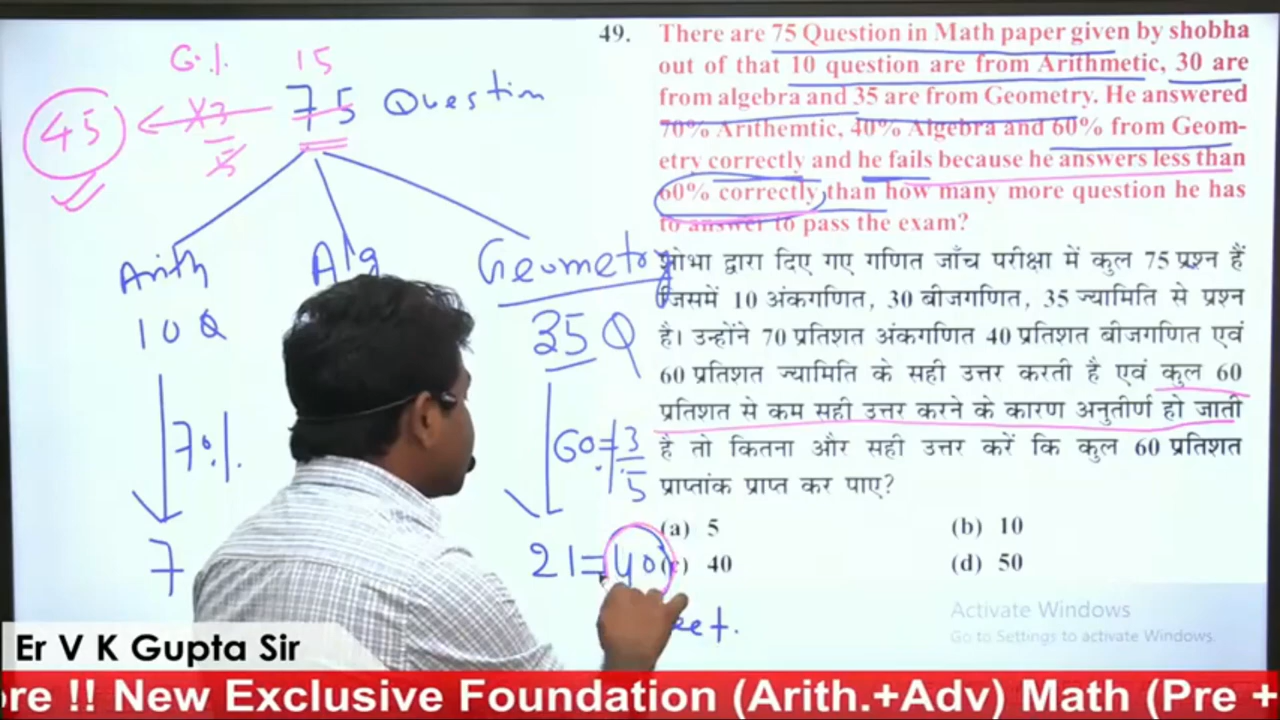 49. There are 75 Question in Math paper given by shobha
out of that 10 question are from Arithmetic, 30 are
from algebra and 35 are from Geometry. He answered
70% Arithemtic, 40% Algebra and 60% from Geom-
etry correctly and he fails because he answers less than
60% correctly, than how many more question he has
to answer to pass the exam?
द्वारा दिए गए गणित जाँच परीक्षा में कुल 75 प्रश्न हैं
जिसमें 10 अंकगणित, 30 बीजगणित, 35 ज्यामिति से प्रश्न
है। उन्होंने 70 प्रतिशत अंकगणित 40 प्रतिशत बीजगणित एवं
60 प्रतिशत ज्यामिति के सही उत्तर करती है एवं कुल 60
प्रतिशत से कम सही उत्तर करने के कारण अनुतीर्ण हो जाती
है तो कितना और सही उत्तर करें कि कुल 60 प्रतिशत
प्राप्तांक प्राप्त कर पाए?
(a) 5 (b) 10
(c) 40 (d) 50
15
45 75 Question
Arith Alg Geometry
10 Q 35 Q
7% 60% = 3/5
7 21 = 40
Activate Windows
Go to Settings to activate Windows.
Er V K Gupta Sir
re !! New Exclusive Foundation (Arith.+Adv) Math (Pre +